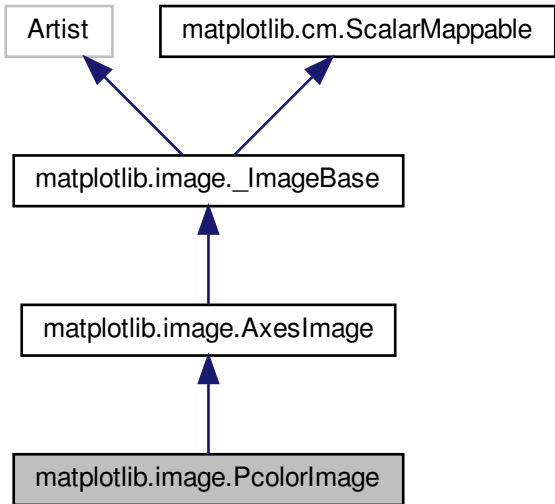 Artist
matplotlib.cm.ScalarMappable
matplotlib.image._ImageBase
matplotlib.image.AxesImage
matplotlib.image.PcolorImage